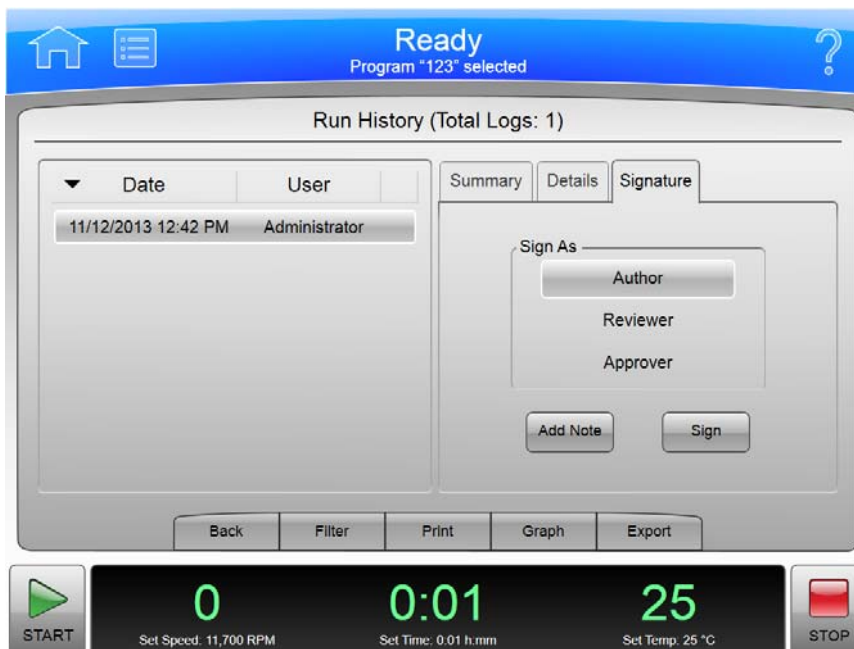 Ready
Program "123" selected
?
Run History (Total Logs: 1)
Date User
11/12/2013 12:42 PM Administrator
Summary Details Signature
Sign As
Author
Reviewer
Approver
Add Note Sign
Back Filter Print Graph Export
START
0 0:01 25
Set Speed: 11,700 RPM Set Time: 0:01 h:mm Set Temp: 25 °C
STOP